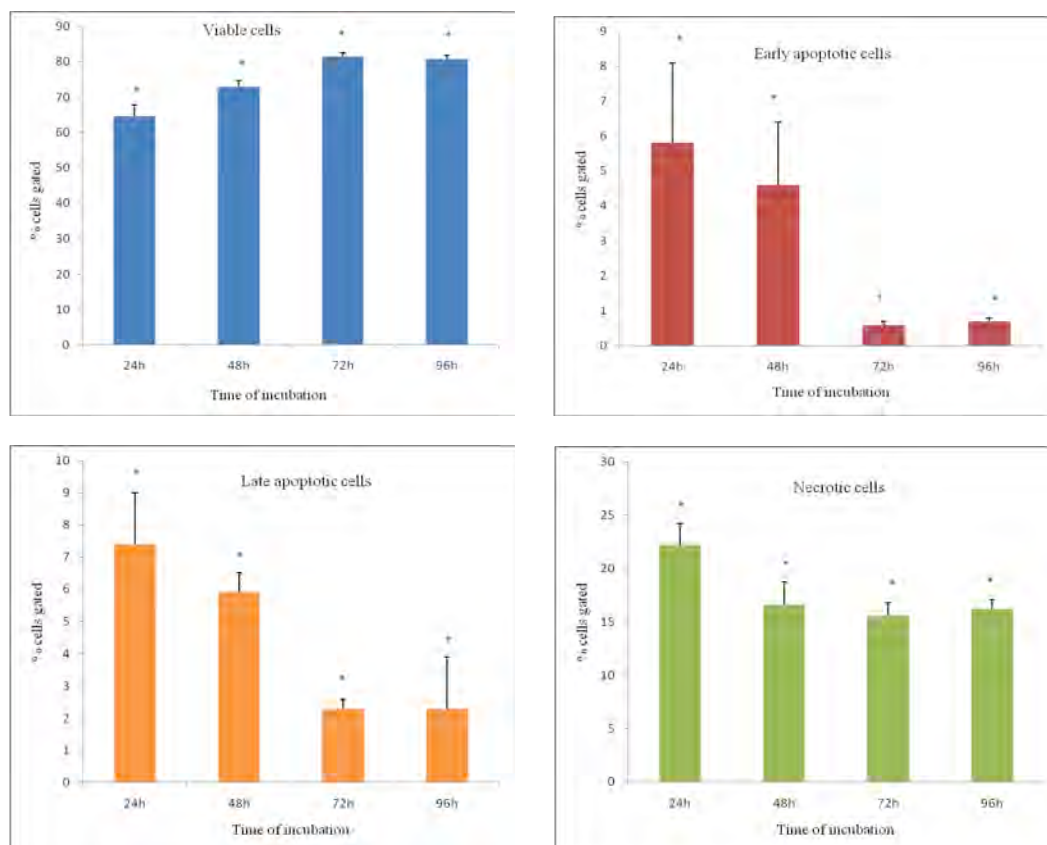 Viable cells
90
80
70
60
50
40
30
20
10
0
% cells gated
24h 48h 72h 96h
Time of incubation
* * * *
Early apoptotic cells
9
8
7
6
5
4
3
2
1
0
% cells gated
24h 48h 72h 96h
Time of incubation
* * *
Late apoptotic cells
10
9
8
7
6
5
4
3
2
1
0
% cells gated
24h 48h 72h 96h
Time of incubation
* * *
Necrotic cells
30
25
20
15
10
5
0
% cells gated
24h 48h 72h 96h
Time of incubation
* * * *